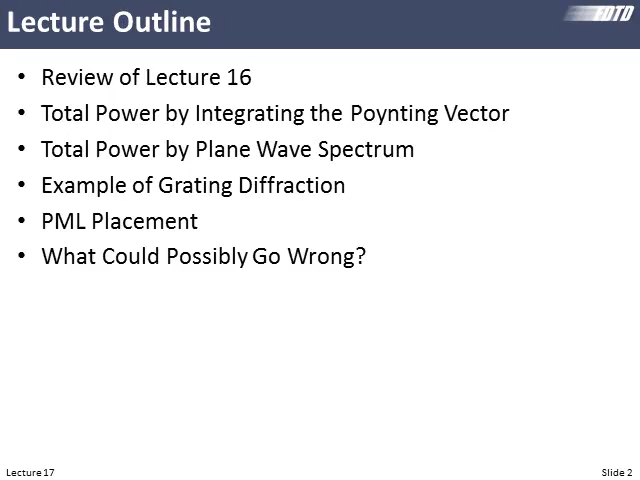 Lecture Outline
FDTD
• Review of Lecture 16
• Total Power by Integrating the Poynting Vector
• Total Power by Plane Wave Spectrum
• Example of Grating Diffraction
• PML Placement
• What Could Possibly Go Wrong?
Lecture 17
Slide 2